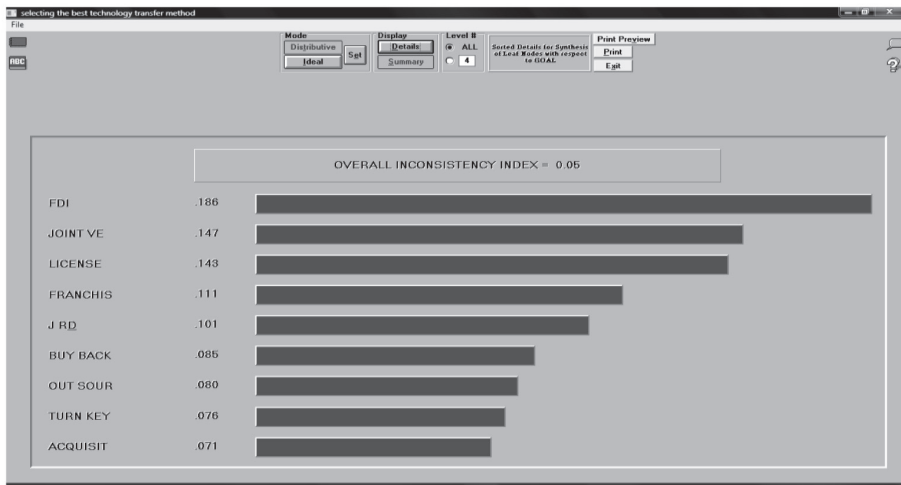 selecting the best technology transfer method
File
Mode
Distributive
Ideal
Set
Display
Details
Summary
Level #
ALL
4
Sorted Details for Synthesis
of Leaf Nodes with respect
to GOAL
Print Preview
Print
Exit
ABC
OVERALL INCONSISTENCY INDEX = 0.05
FDI .186
JOINT VE .147
LICENSE .143
FRANCHIS .111
J RD .101
BUY BACK .085
OUT SOUR .080
TURN KEY .076
ACQUISIT .071